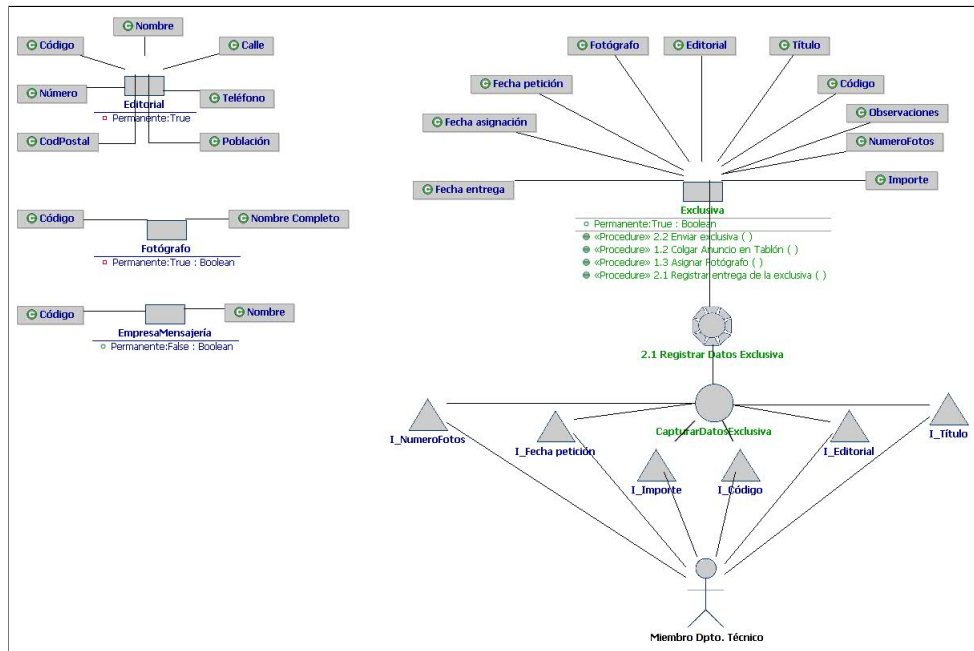 Nombre
Código
Calle
Número
Teléfono
Editorial
Permanente:True
CodPostal
Población
Código
Nombre Completo
Fotógrafo
Permanente:True : Boolean
Código
Nombre
EmpresaMensajería
Permanente:False : Boolean
Fotógrafo
Editorial
Título
Fecha petición
Código
Fecha asignación
Observaciones
NumeroFotos
Fecha entrega
Importe
Exclusiva
Permanente:True : Boolean
«Procedure» 2.2 Enviar exclusiva ( )
«Procedure» 1.2 Colgar Anuncio en Tablón ( )
«Procedure» 1.3 Asignar Fotógrafo ( )
«Procedure» 2.1 Registrar entrega de la exclusiva ( )
2.1 Registrar Datos Exclusiva
CapturarDatosExclusiva
I_NumeroFotos
I_Fecha petición
I_Editorial
I_Título
I_Importe
I_Código
Miembro Dpto. Técnico